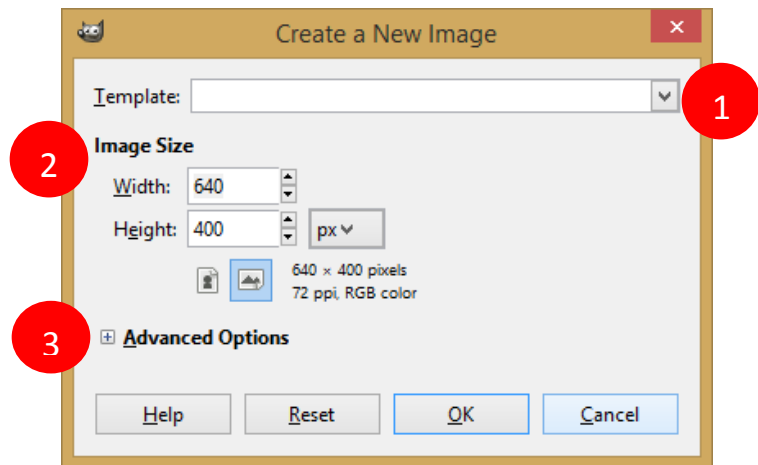 Create a New Image
Template:
1
2
Image Size
Width: 640
Height: 400 px
640 × 400 pixels
72 ppi, RGB color
3
Advanced Options
Help Reset OK Cancel